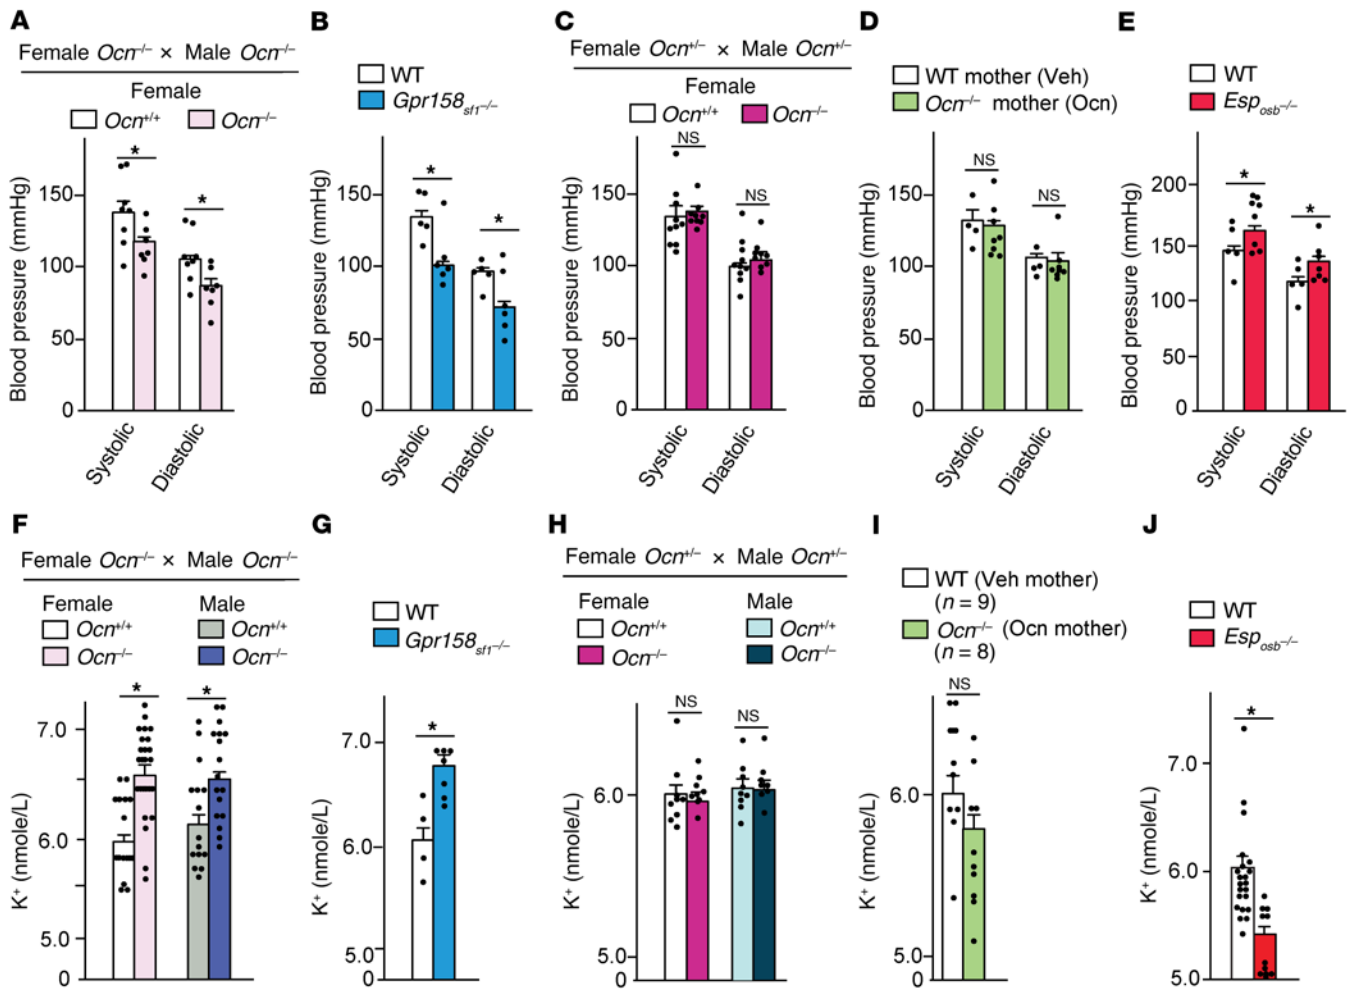 A
Female Ocn–/– × Male Ocn–/–
Female
Ocn+/+ Ocn–/–
Blood pressure (mmHg)
150
100
50
0
* *
Systolic
Diastolic
B
WT
Gpr158sf1–/–
Blood pressure (mmHg)
150
100
50
0
* *
Systolic
Diastolic
C
Female Ocn+/– × Male Ocn+/–
Female
Ocn+/+ Ocn–/–
Blood pressure (mmHg)
150
100
50
0
NS NS
Systolic
Diastolic
D
WT mother (Veh)
Ocn–/– mother (Ocn)
Blood pressure (mmHg)
150
100
50
0
NS NS
Systolic
Diastolic
E
WT
Esposb–/–
Blood pressure (mmHg)
200
150
100
50
0
* *
Systolic
Diastolic
F
Female Ocn–/– × Male Ocn–/–
Female Male
Ocn+/+ Ocn+/+
Ocn–/– Ocn–/–
K+ (nmole/L)
7.0
6.0
5.0
0
* *
G
WT
Gpr158sf1–/–
K+ (nmole/L)
7.0
6.0
5.0
0
*
H
Female Ocn+/– × Male Ocn+/–
Female Male
Ocn+/+ Ocn+/+
Ocn–/– Ocn–/–
K+ (nmole/L)
6.0
5.0
0
NS NS
I
WT (Veh mother)
(n = 9)
Ocn–/– (Ocn mother)
(n = 8)
K+ (nmole/L)
6.0
5.0
0
NS
J
WT
Esposb–/–
K+ (nmole/L)
7.0
6.0
5.0
*